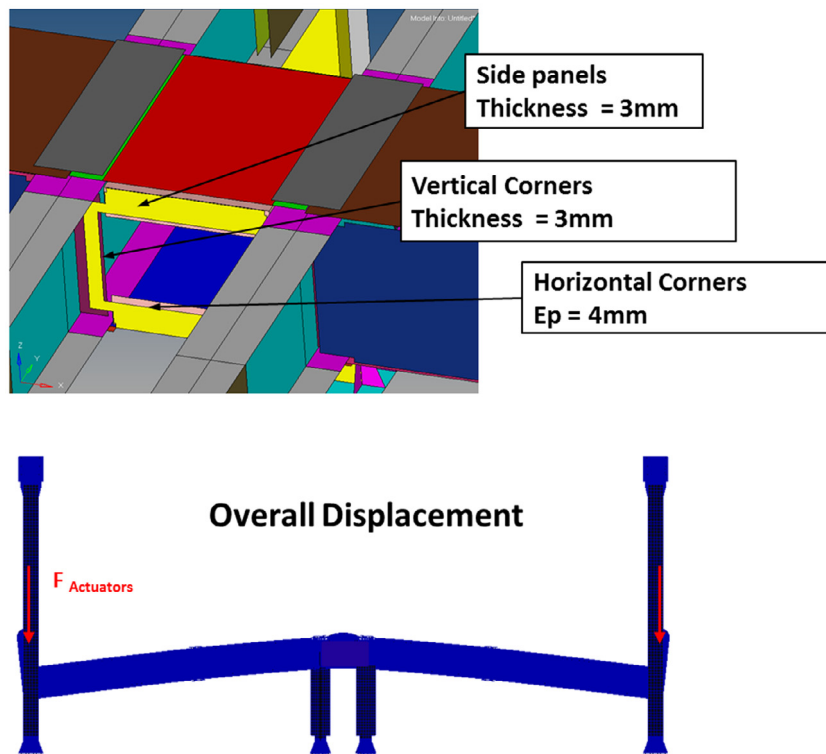 Model Info: Untitled*
Side panels
Thickness = 3mm
Vertical Corners
Thickness = 3mm
Horizontal Corners
Ep = 4mm
Z
Y
X
Overall Displacement
F Actuators